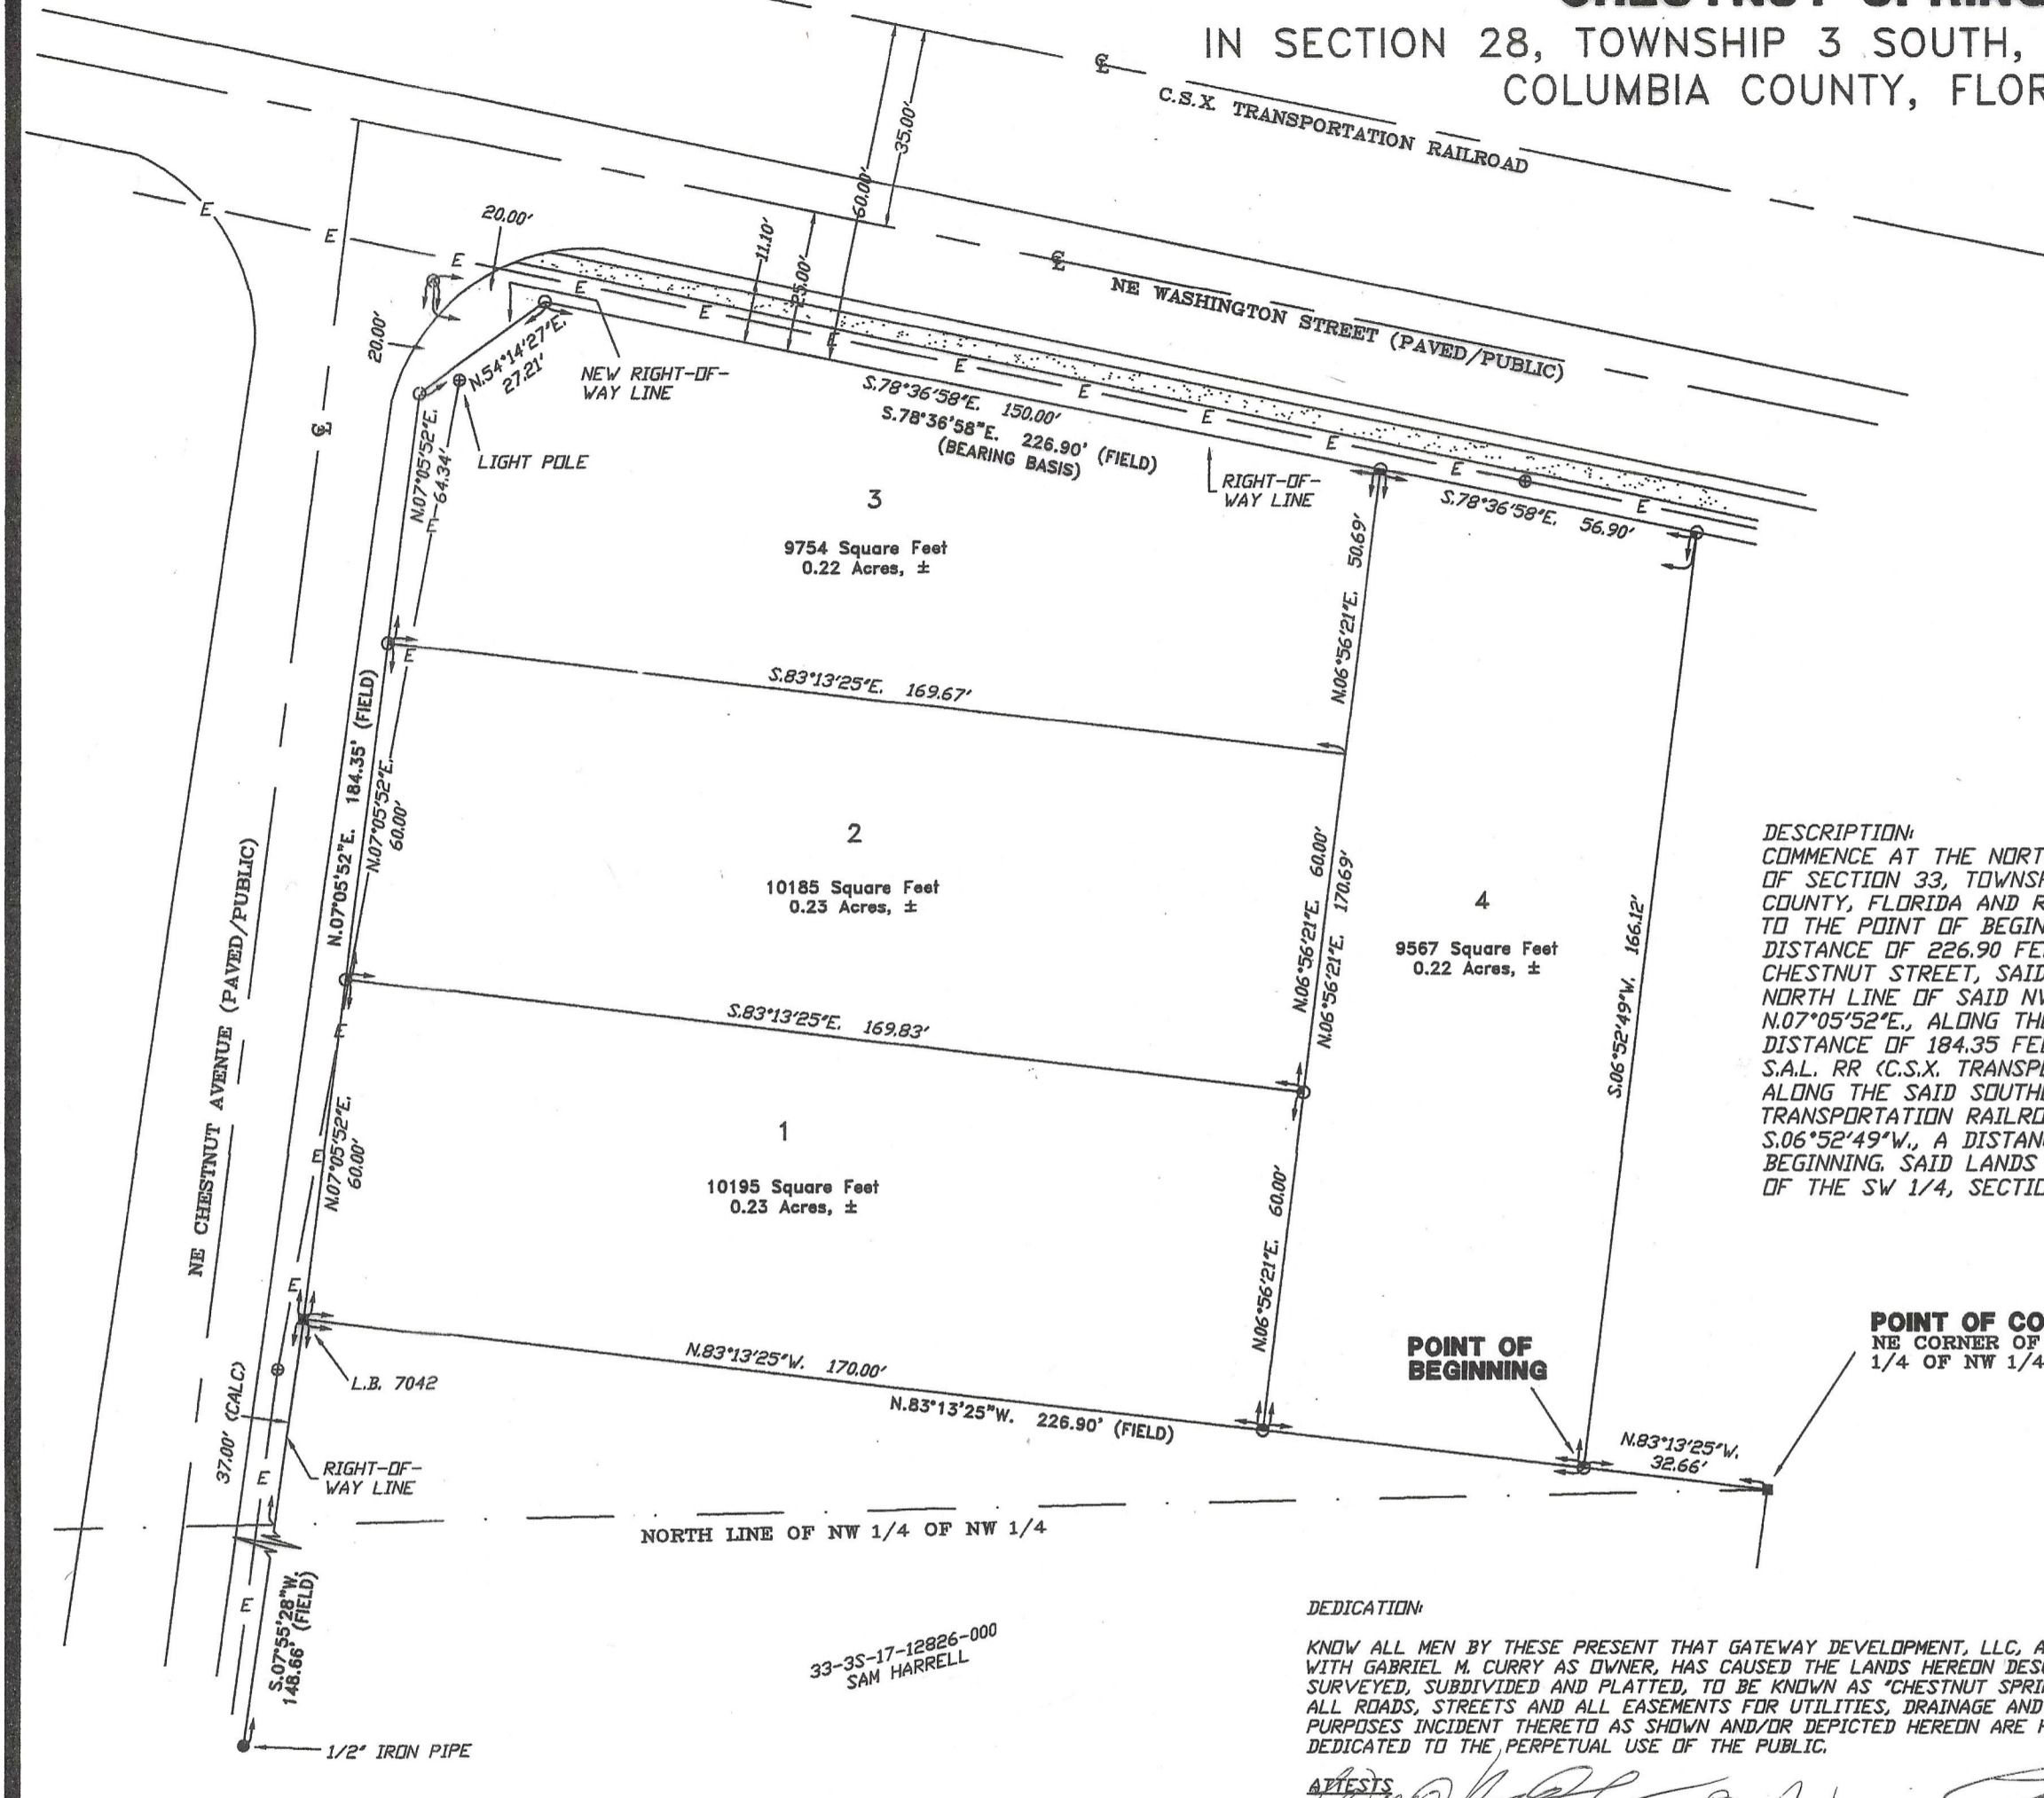 IN SECTION 28, TOWNSHIP 3 SOUTH,
COLUMBIA COUNTY, FLOR
℄
C.S.X. TRANSPORTATION RAILROAD
35.00'
60.00'
20.00'
11.10'
25.00'
℄
NE WASHINGTON STREET (PAVED/PUBLIC)
E
E
E
E
E
E
E
E
E
E
E
E
E
20.00'
N.54°14'27"E.
27.21'
NEW RIGHT-OF-
WAY LINE
S.78°36'58"E. 150.00'
S.78°36'58"E. 226.90' (FIELD)
(BEARING BASIS)
℄
LIGHT POLE
N.07°05'52"E.
64.34'
E
RIGHT-OF-
WAY LINE
S.78°36'58"E. 56.90'
3
9754 Square Feet
0.22 Acres, ±
N.06°56'21"E. 50.69'
E
S.83°13'25"E. 169.67'
N.07°05'52"E. 184.35' (FIELD)
N.07°05'52"E.
60.00'
2
10185 Square Feet
0.23 Acres, ±
N.06°56'21"E. 60.00'
N.06°56'21"E. 170.69'
4
9567 Square Feet
0.22 Acres, ±
S.06°52'49"W. 166.12'
DESCRIPTION:
COMMENCE AT THE NORT
OF SECTION 33, TOWNSH
COUNTY, FLORIDA AND R
TO THE POINT OF BEGIN
DISTANCE OF 226.90 FE
CHESTNUT STREET, SAID
NORTH LINE OF SAID NW
N.07°05'52"E., ALONG TH
DISTANCE OF 184.35 FE
S.A.L. RR (C.S.X. TRANSP
ALONG THE SAID SOUTH
TRANSPORTATION RAILRO
S.06°52'49"W., A DISTAN
BEGINNING. SAID LANDS
OF THE SW 1/4, SECTIO
NE CHESTNUT AVENUE (PAVED/PUBLIC)
S.83°13'25"E. 169.83'
E
E
N.07°05'52"E.
60.00'
1
10195 Square Feet
0.23 Acres, ±
N.06°56'21"E. 60.00'
E
N.83°13'25"W. 170.00'
N.83°13'25"W. 226.90' (FIELD)
L.B. 7042
37.00' (CALC)
RIGHT-OF-
WAY LINE
E
POINT OF
BEGINNING
POINT OF CO
NE CORNER OF
1/4 OF NW 1/4
N.83°13'25"W.
32.66'
NORTH LINE OF NW 1/4 OF NW 1/4
E
S.07°55'28"W.
148.66' (FIELD)
1/2" IRON PIPE
33-3S-17-12826-000
SAM HARRELL
DEDICATION:
KNOW ALL MEN BY THESE PRESENT THAT GATEWAY DEVELOPMENT, LLC, A
WITH GABRIEL M. CURRY AS OWNER, HAS CAUSED THE LANDS HEREON DES
SURVEYED, SUBDIVIDED AND PLATTED, TO BE KNOWN AS "CHESTNUT SPRI
ALL ROADS, STREETS AND ALL EASEMENTS FOR UTILITIES, DRAINAGE AND
PURPOSES INCIDENT THERETO AS SHOWN AND/OR DEPICTED HEREON ARE H
DEDICATED TO THE PERPETUAL USE OF THE PUBLIC.
ATTESTS